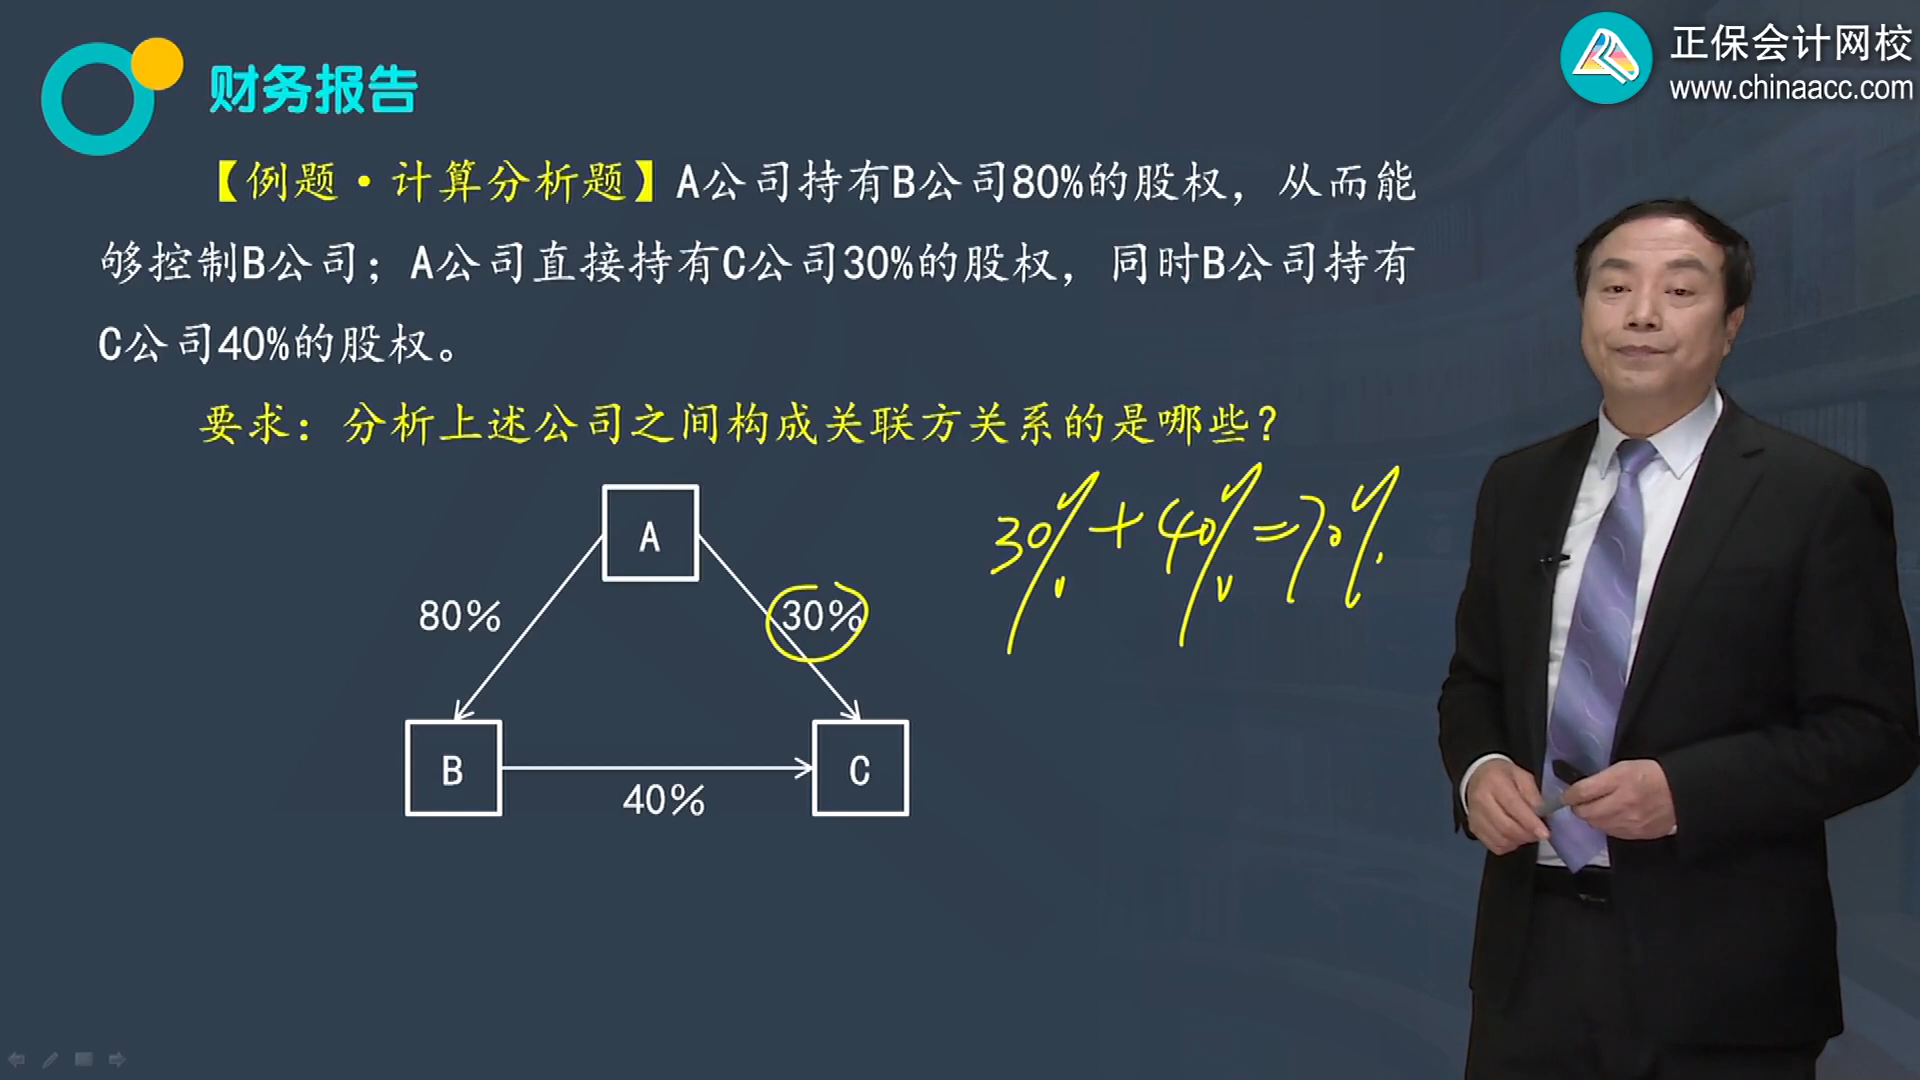 正保会计网校
www.chinaacc.com
财务报告
【例题·计算分析题】A公司持有B公司80%的股权，从而能
够控制B公司；A公司直接持有C公司30%的股权，同时B公司持有
C公司40%的股权。
要求：分析上述公司之间构成关联方关系的是哪些？
30%+40%=70%
A
80%
30%
B
C
40%